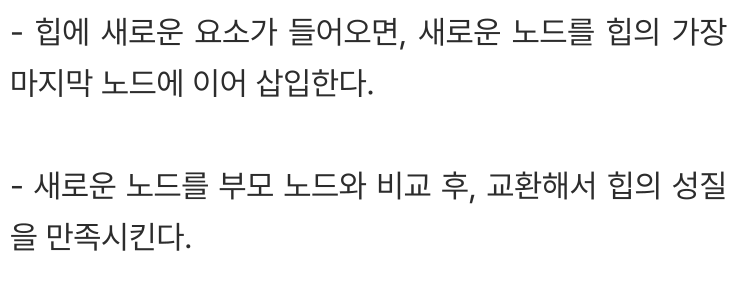 - 힙에 새로운 요소가 들어오면, 새로운 노드를 힙의 가장
마지막 노드에 이어 삽입한다.
- 새로운 노드를 부모 노드와 비교 후, 교환해서 힙의 성질
을 만족시킨다.